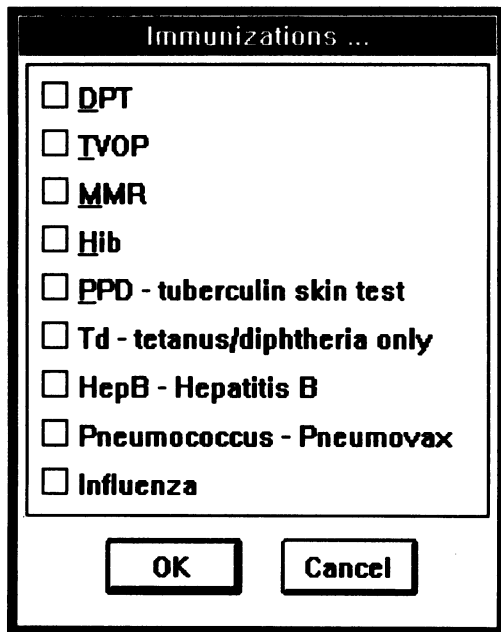 Immunizations ...
DPT
TVOP
MMR
Hib
PPD - tuberculin skin test
Td - tetanus/diphtheria only
HepB - Hepatitis B
Pneumococcus - Pneumovax
Influenza
OK Cancel